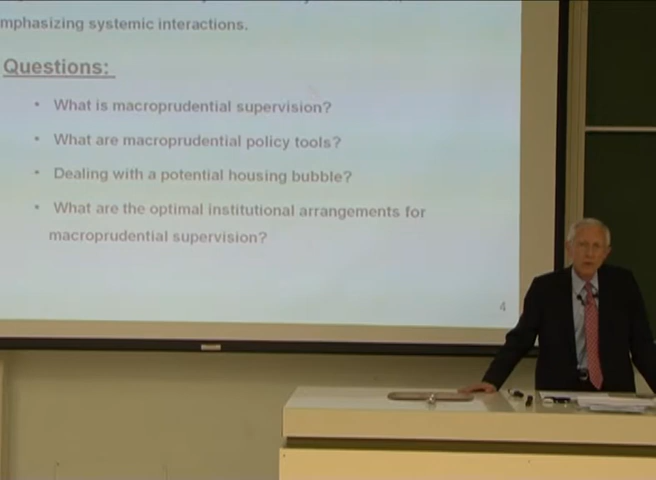 mphasizing systemic interactions.
Questions:
• What is macroprudential supervision?
• What are macroprudential policy tools?
• Dealing with a potential housing bubble?
• What are the optimal institutional arrangements for
macroprudential supervision?
4